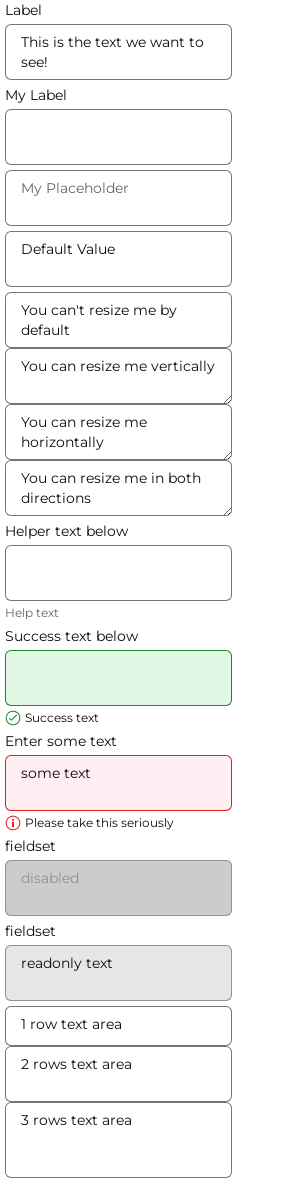 Label
This is the text we want to
see!
My Label
My Placeholder
Default Value
You can't resize me by
default
You can resize me vertically
You can resize me
horizontally
You can resize me in both
directions
Helper text below
Help text
Success text below
Success text
Enter some text
some text
Please take this seriously
fieldset
disabled
fieldset
readonly text
1 row text area
2 rows text area
3 rows text area